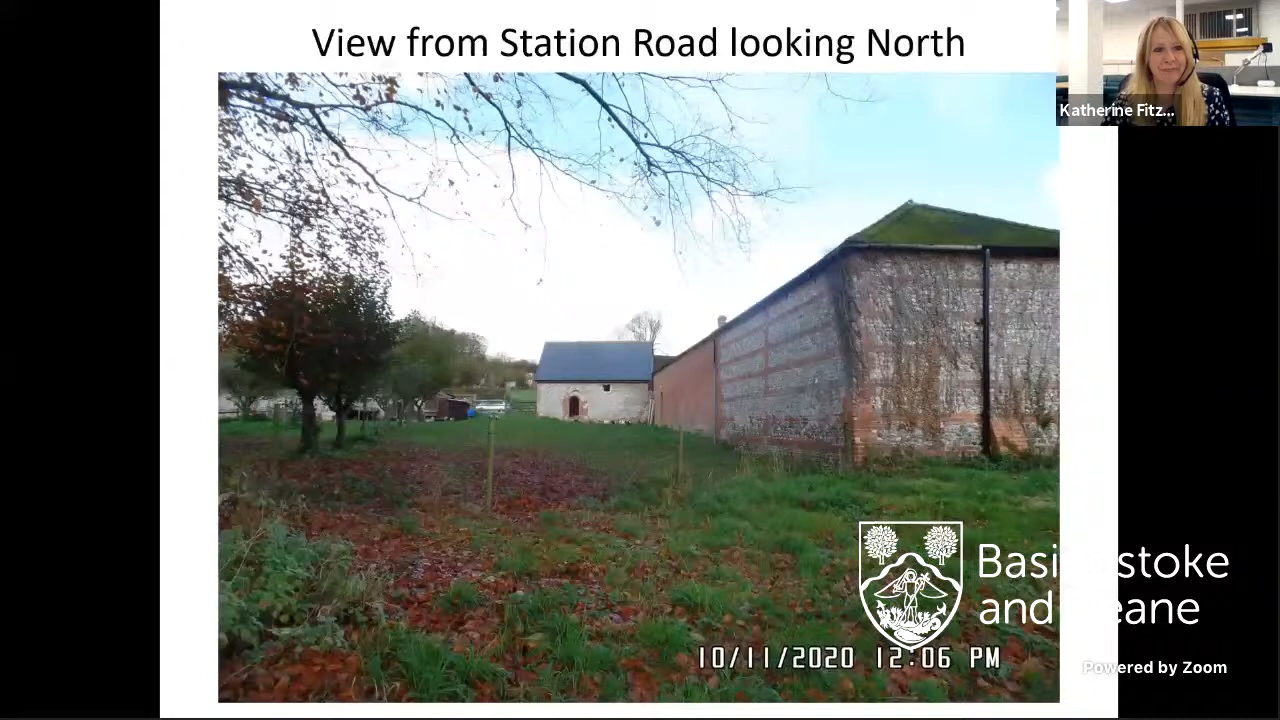 View from Station Road looking North
Katherine Fitz...
Basingstoke
and Deane
10/11/2020 12:06 PM
Powered by Zoom